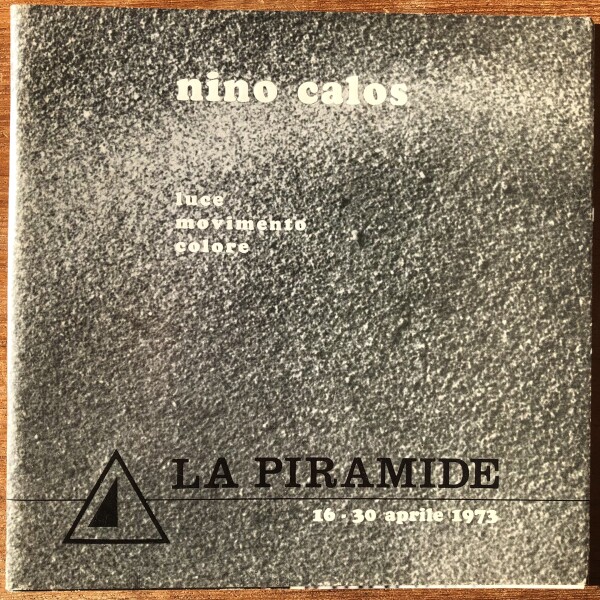 nino calos
luce
movimento
colore
LA PIRAMIDE
16 - 30 aprile 1973